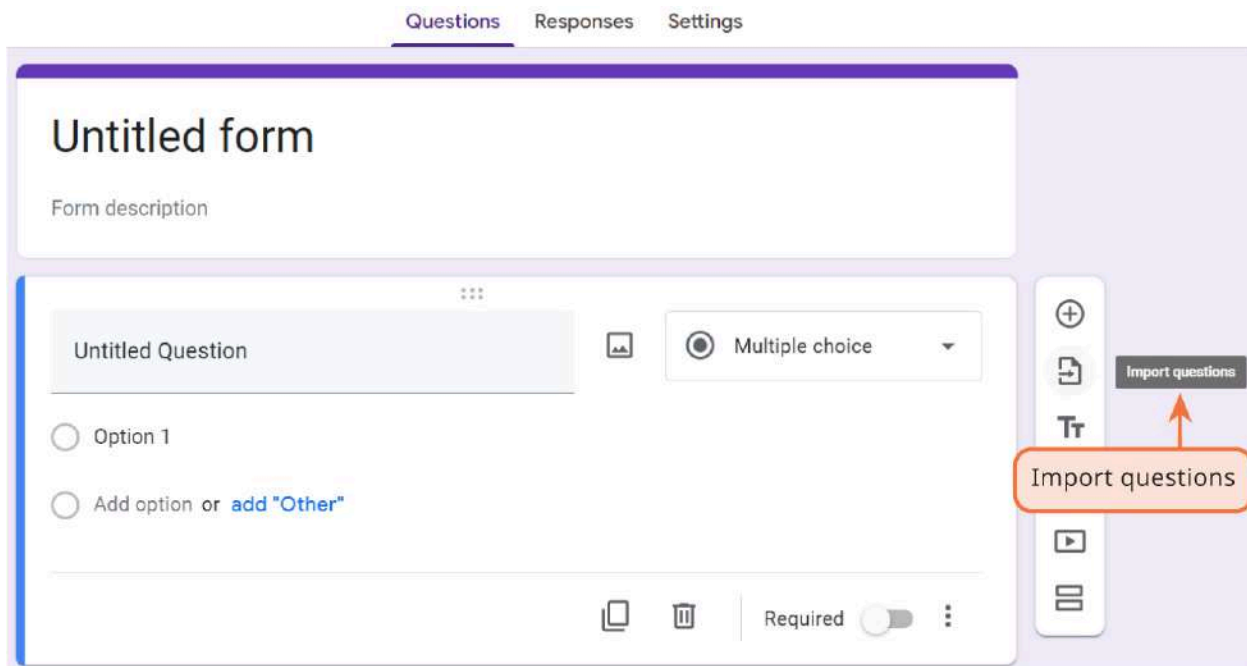 Questions Responses Settings
Untitled form
Form description
Untitled Question
Multiple choice
Import questions
Option 1
Tт
Import questions
Add option or add "Other"
Required